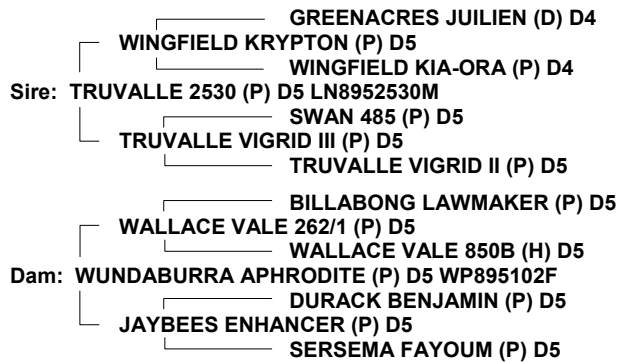 GREENACRES JUILIEN (D) D4
WINGFIELD KRYPTON (P) D5
WINGFIELD KIA-ORA (P) D4
Sire: TRUVALLE 2530 (P) D5 LN8952530M
SWAN 485 (P) D5
TRUVALLE VIGRID III (P) D5
TRUVALLE VIGRID II (P) D5
BILLABONG LAWMAKER (P) D5
WALLACE VALE 262/1 (P) D5
WALLACE VALE 850B (H) D5
Dam: WUNDABURRA APHRODITE (P) D5 WP895102F
DURACK BENJAMIN (P) D5
JAYBEES ENHANCER (P) D5
SERSEMA FAYOUM (P) D5